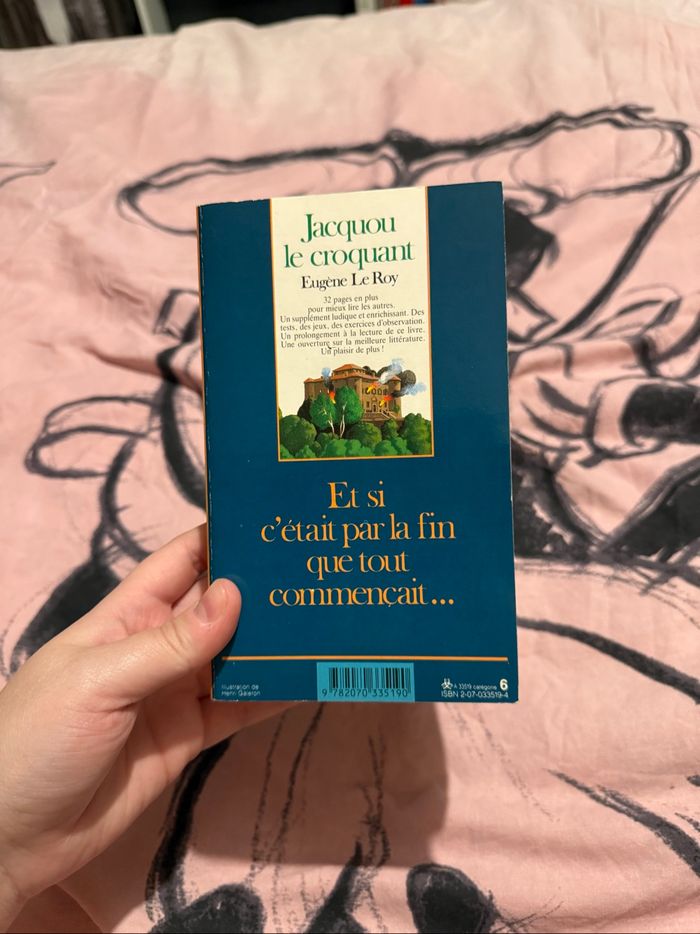 Jacquou
le croquant
Eugène Le Roy
32 pages en plus
pour mieux lire les autres.
Un supplément ludique et enrichissant. Des
tests, des jeux, des exercices d'observation.
Un prolongement à la lecture de ce livre.
Une ouverture sur la meilleure littérature.
Un plaisir de plus !
Et si
c'était par la fin
que tout
commençait...
Illustration de
Henri Galeron
9 782070 335190
A 33519 catégorie 6
ISBN 2-07-033519-4